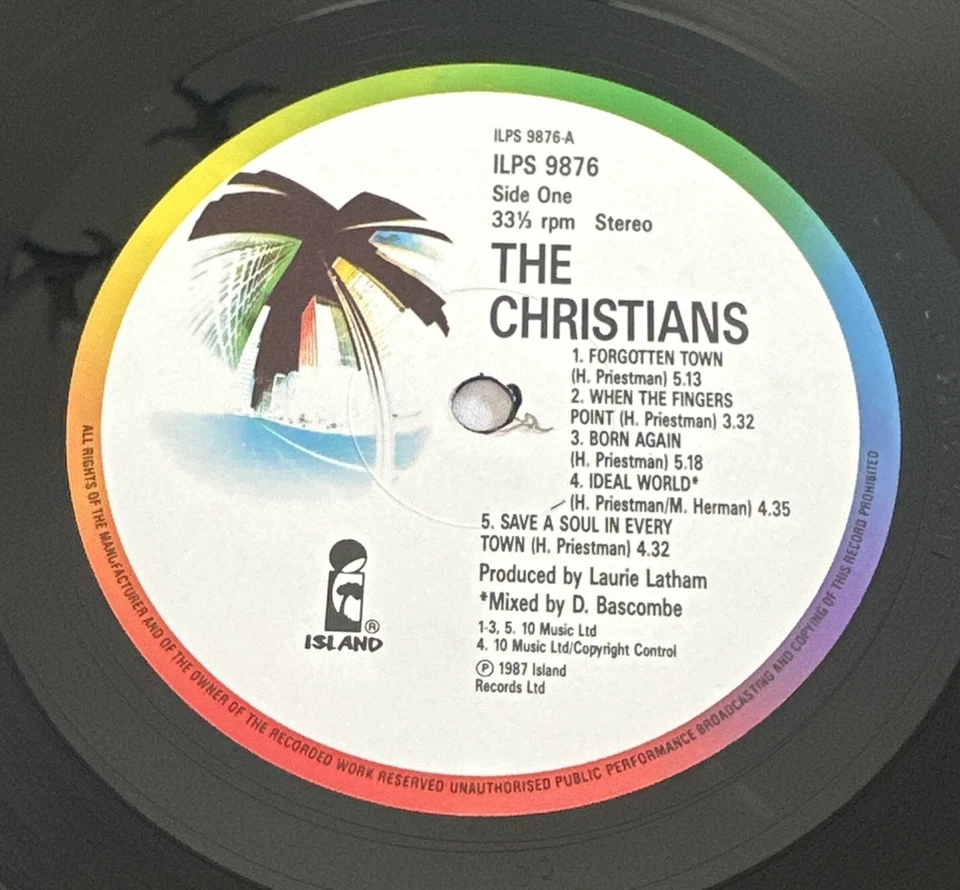 ILPS 9876-A
ILPS 9876
Side One
33⅓ rpm Stereo
THE
CHRISTIANS
1. FORGOTTEN TOWN
(H. Priestman) 5.13
2. WHEN THE FINGERS
POINT (H. Priestman) 3.32
3. BORN AGAIN
(H. Priestman) 5.18
4. IDEAL WORLD*
(H. Priestman/M. Herman) 4.35
5. SAVE A SOUL IN EVERY
TOWN (H. Priestman) 4.32
Produced by Laurie Latham
*Mixed by D. Bascombe
1-3, 5. 10 Music Ltd
4. 10 Music Ltd/Copyright Control
℗ 1987 Island
Records Ltd
®
ISLAND
ALL RIGHTS OF THE MANUFACTURER AND OF THE OWNER OF THE RECORDED WORK RESERVED UNAUTHORISED PUBLIC PERFORMANCE BROADCASTING AND COPYING OF THIS RECORD PROHIBITED